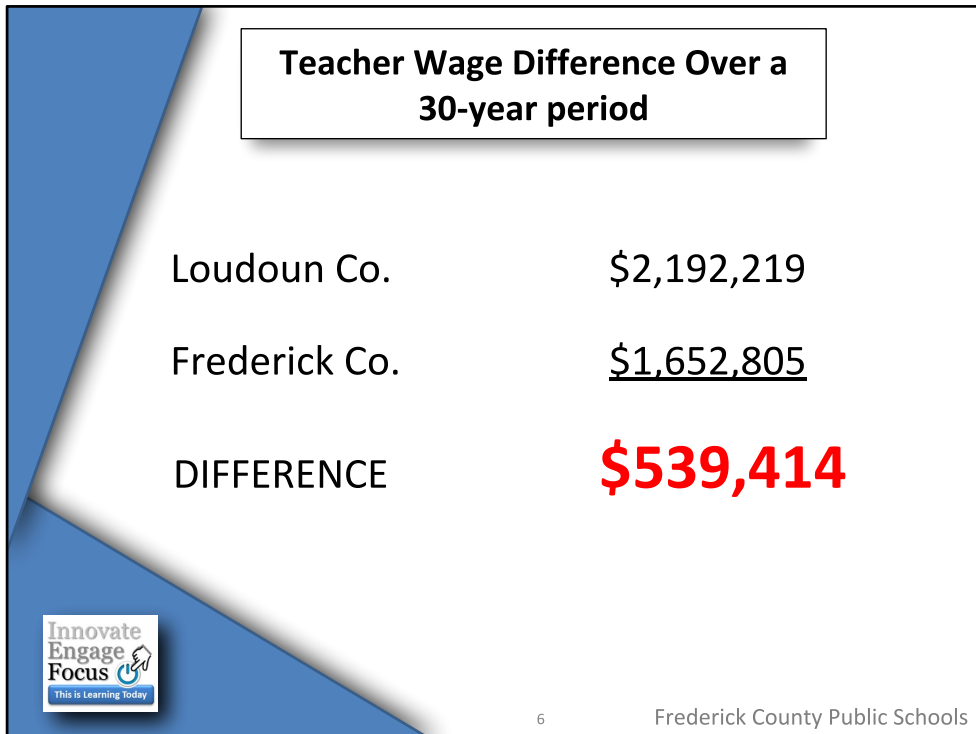 Teacher Wage Difference Over a
30-year period
Loudoun Co. $2,192,219
Frederick Co. $1,652,805
DIFFERENCE $539,414
Innovate
Engage
Focus
This is Learning Today
6 Frederick County Public Schools